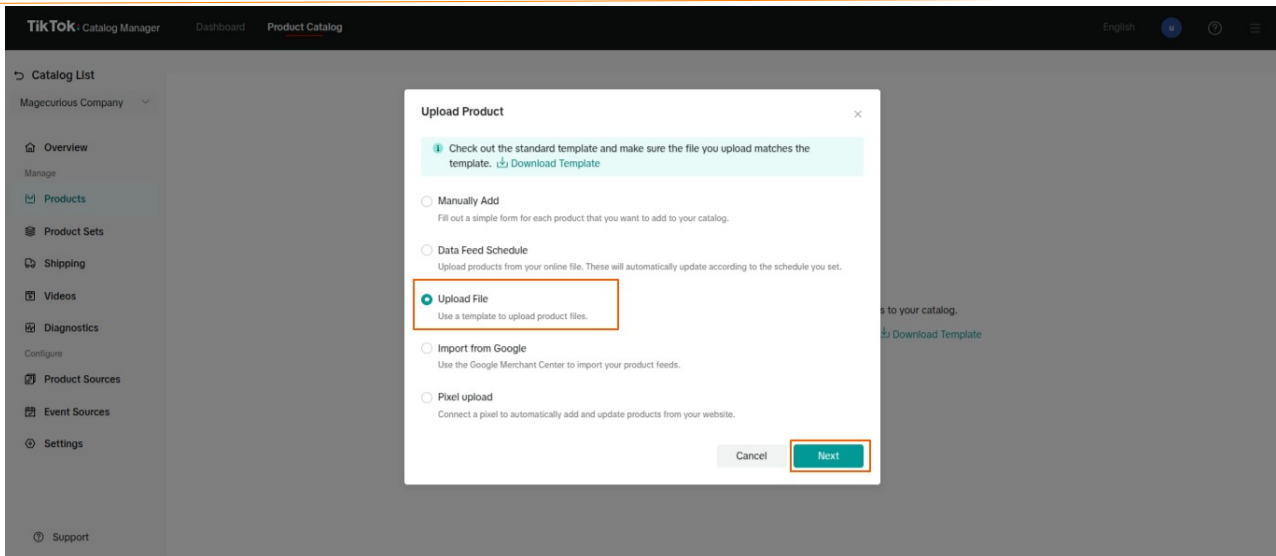 TikTok: Catalog Manager Dashboard Product Catalog English u
Catalog List
Magecurious Company
Overview
Manage
Products
Product Sets
Shipping
Videos
Diagnostics
Configure
Product Sources
Event Sources
Settings
Support
Upload Product
Check out the standard template and make sure the file you upload matches the
template. Download Template
Manually Add
Fill out a simple form for each product that you want to add to your catalog.
Data Feed Schedule
Upload products from your online file. These will automatically update according to the schedule you set.
Upload File
Use a template to upload product files.
Import from Google
Use the Google Merchant Center to import your product feeds.
Pixel upload
Connect a pixel to automatically add and update products from your website.
Cancel Next
s to your catalog.
Download Template